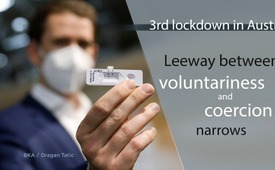 3rd lockdown in Aust
Leeway between
voluntariness
and
coercion
narrows
BKA / Dragan Tatic